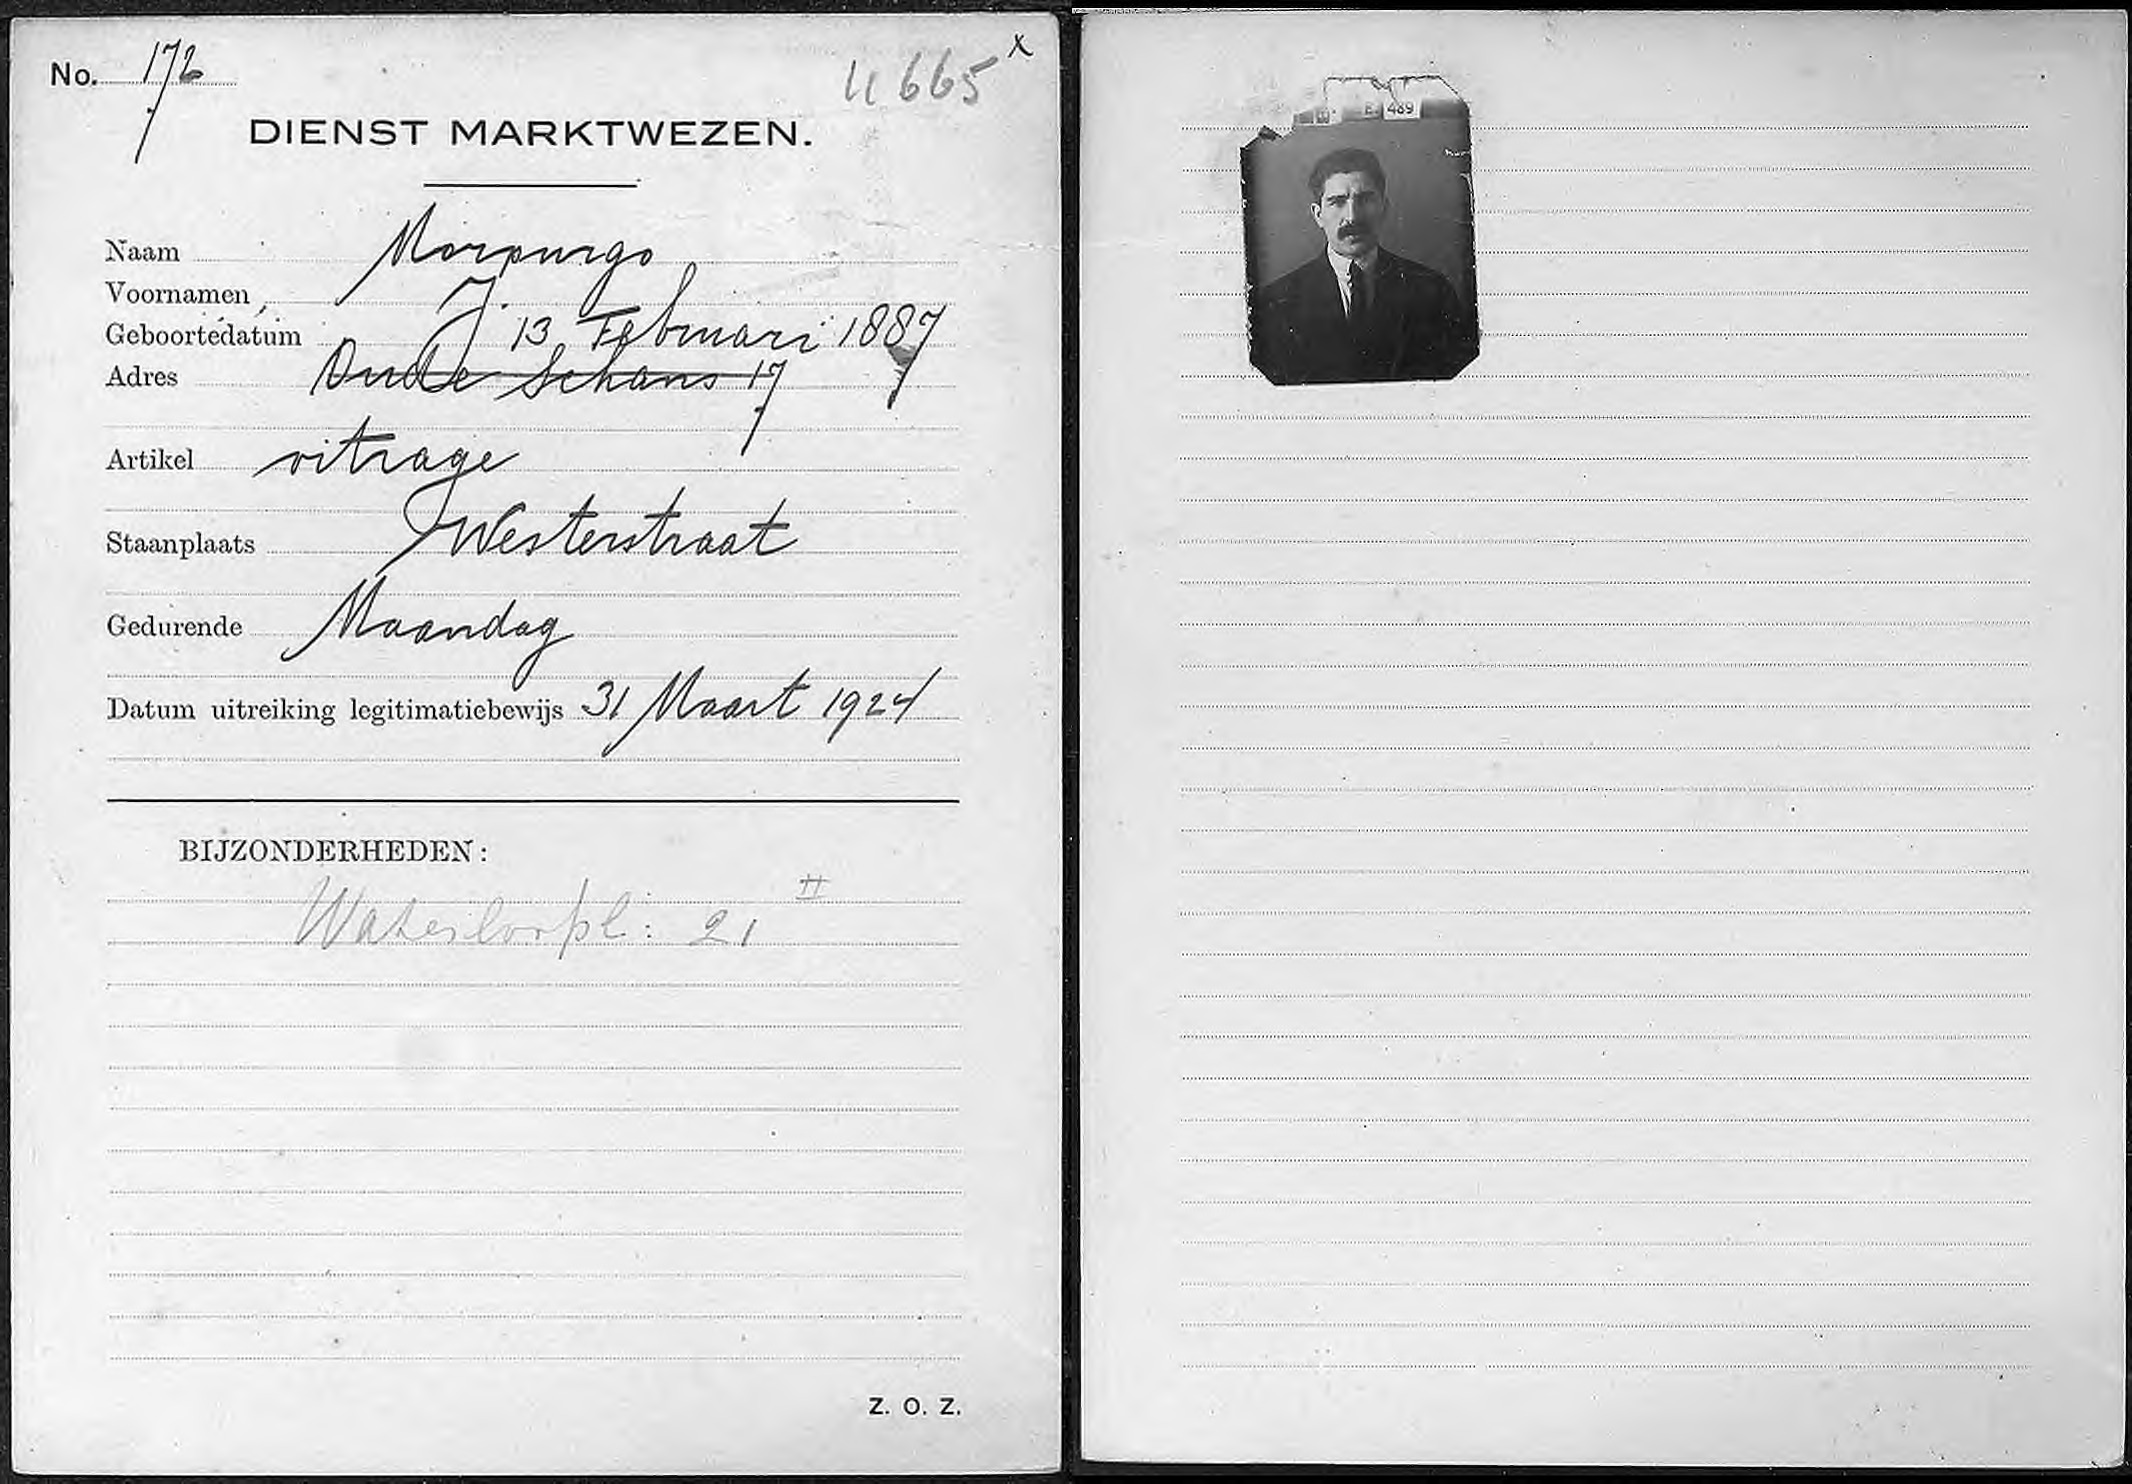 No. 172
11665 x
DIENST MARKTWEZEN.
Naam Morpurgo
Voornamen J.
Geboortedatum 13 Februari 1887
Adres Oude Schans 17
Artikel vitrage
Staanplaats Westerstraat
Gedurende Maandag
Datum uitreiking legitimatiebewijs 31 Maart 1924
BIJZONDERHEDEN:
Waterloopl: 21 II
Z. O. Z.
489